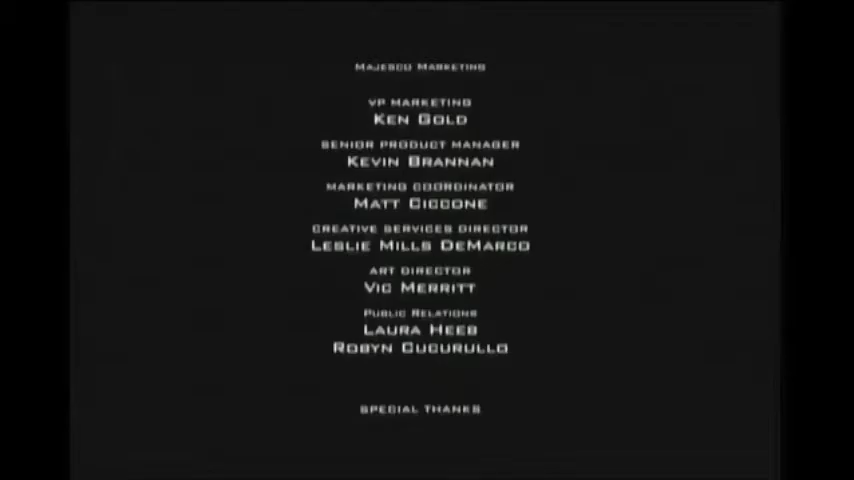 Majesco Marketing
VP Marketing
Ken Gold
Senior Product Manager
Kevin Brannan
Marketing Coordinator
Matt Ciccone
Creative Services Director
Leslie Mills DeMarco
Art Director
Vic Merritt
Public Relations
Laura Heeb
Robyn Cucurullo
Special Thanks